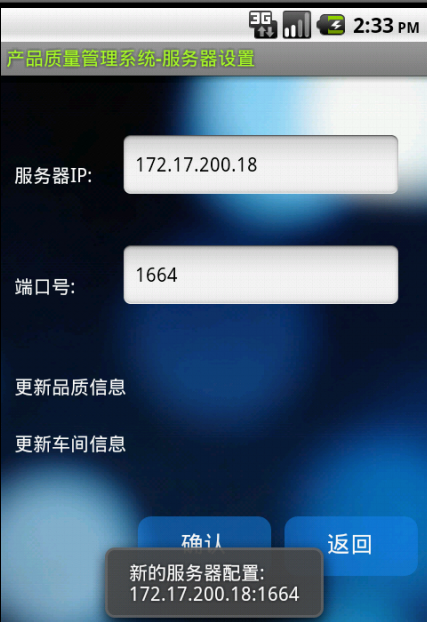 3G 2:33 PM
产品质量管理系统-服务器设置
服务器IP: 172.17.200.18
端口号: 1664
更新品质信息
更新车间信息
确认 返回
新的服务器配置:
172.17.200.18:1664